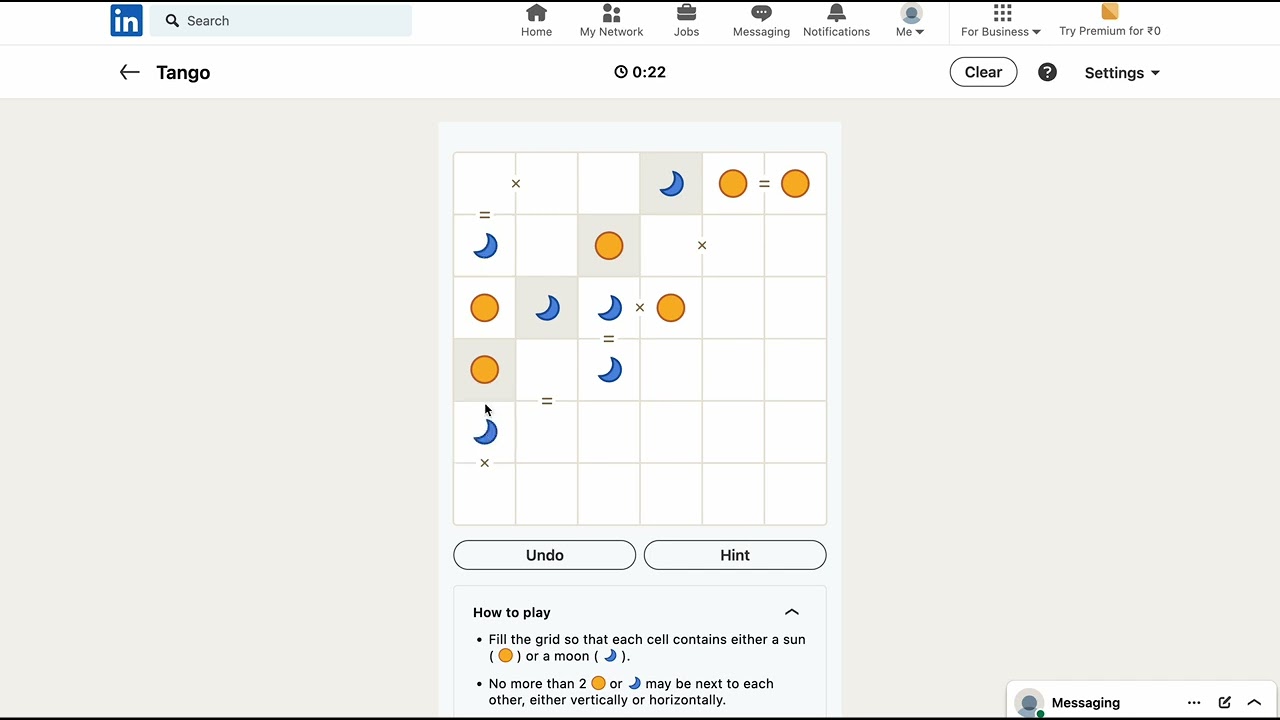 in
Search
Home
My Network
Jobs
Messaging
Notifications
Me
For Business
Try Premium for ₹0
Tango
0:22
Clear
?
Settings
×
=
=
×
×
=
=
×
Undo
Hint
How to play
• Fill the grid so that each cell contains either a sun
( ) or a moon ( ).
• No more than 2 or may be next to each
other, either vertically or horizontally.
Messaging